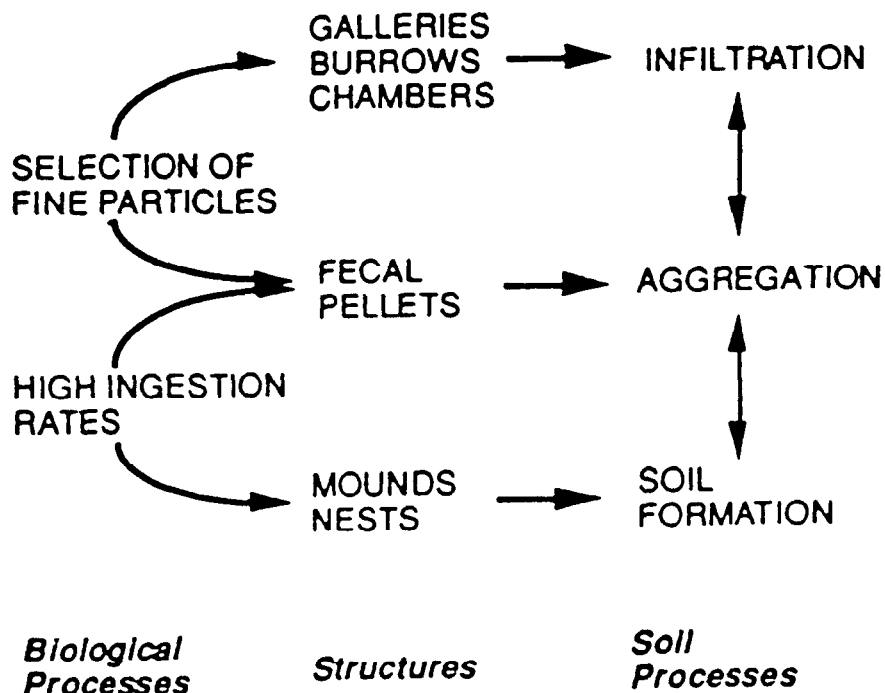 GALLERIES
BURROWS
CHAMBERS
INFILTRATION
SELECTION OF
FINE PARTICLES
FECAL
PELLETS
AGGREGATION
HIGH INGESTION
RATES
MOUNDS
NESTS
SOIL
FORMATION
Biological
Processes
Structures
Soil
Processes